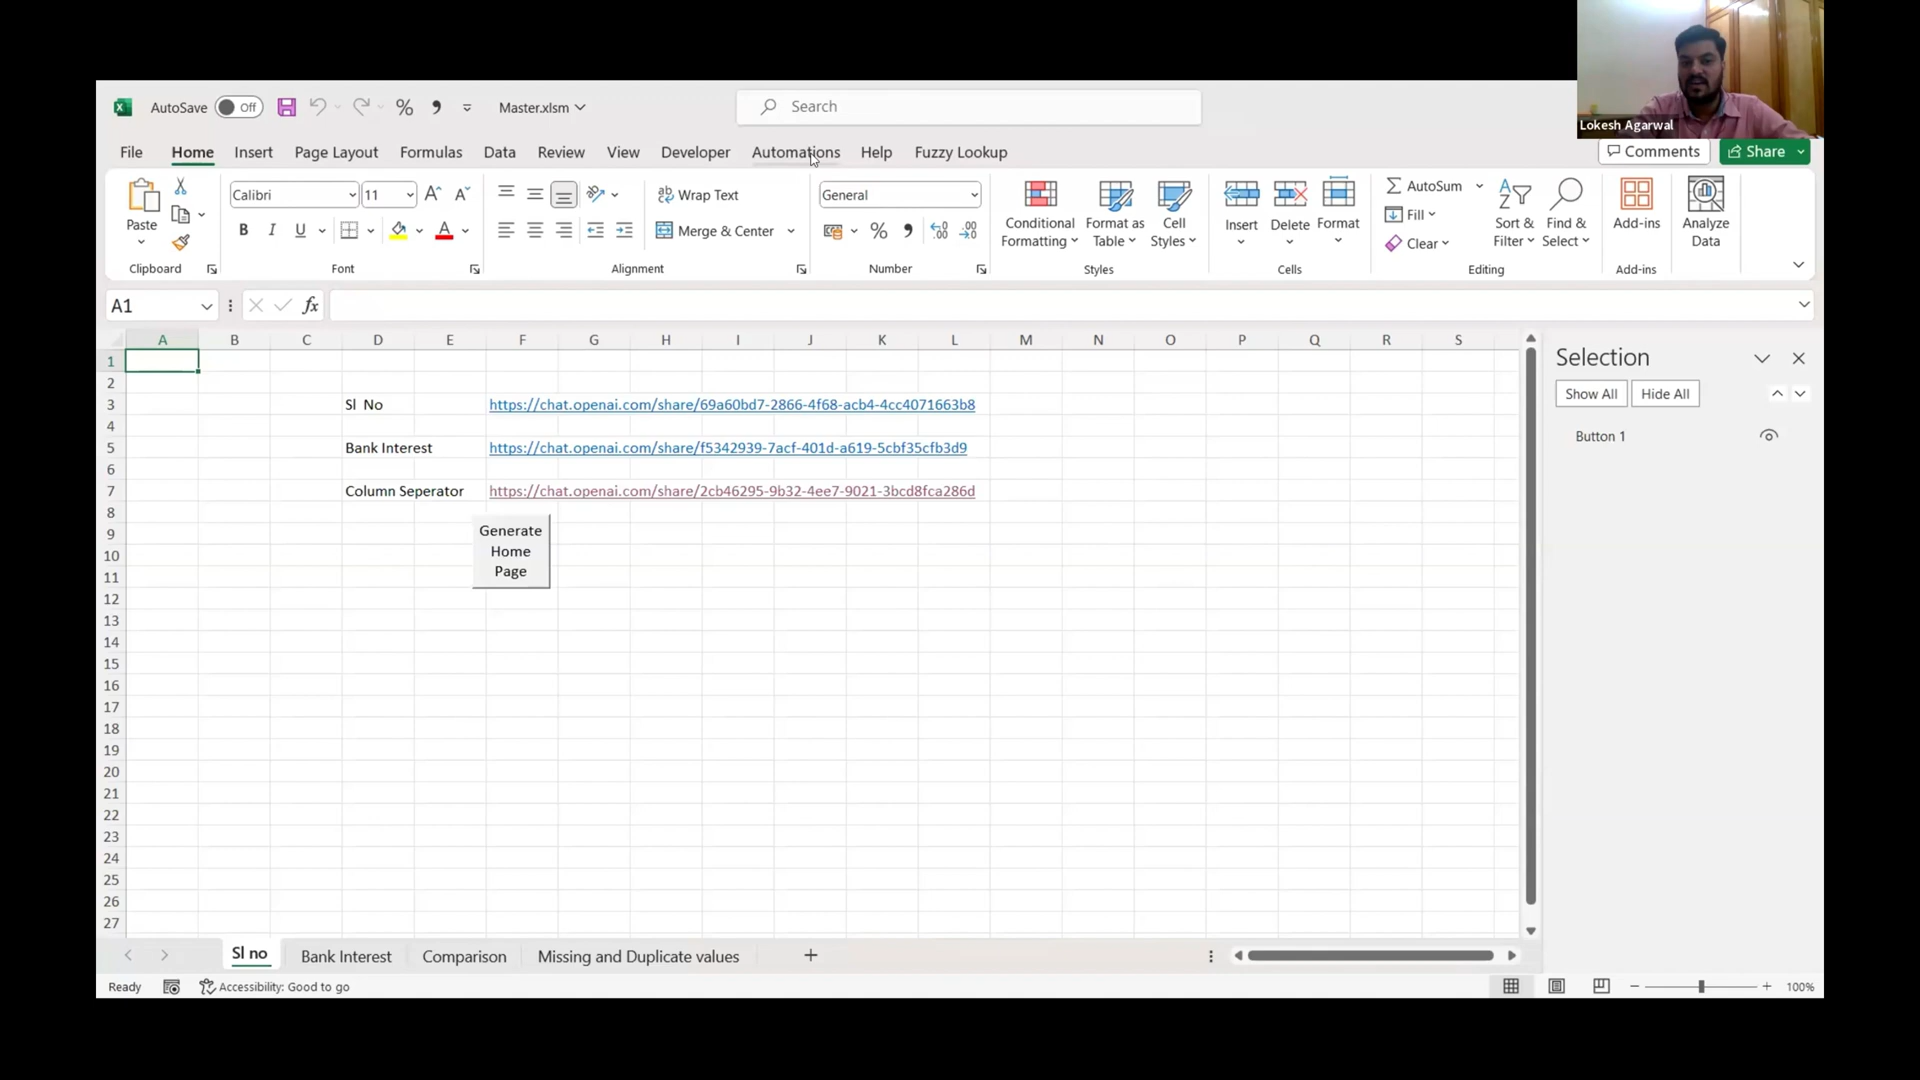 AutoSave Off Master.xlsm Search
Lokesh Agarwal
File Home Insert Page Layout Formulas Data Review View Developer Automations Help Fuzzy Lookup Comments Share
Paste
Clipboard
Calibri 11
B I U A
Font
Wrap Text
Merge & Center
Alignment
General
%
Number
Conditional
Formatting
Format as
Table
Cell
Styles
Styles
Insert
Delete
Format
Cells
AutoSum
Fill
Clear
Sort &
Filter
Find &
Select
Editing
Add-ins
Add-ins
Analyze
Data
A1 fx
A B C D E F G H I J K L M N O P Q R S
1
2
3 Sl No https://chat.openai.com/share/69a60bd7-2866-4f68-acb4-4cc4071663b8
4
5 Bank Interest https://chat.openai.com/share/f5342939-7acf-401d-a619-5cbf35cfb3d9
6
7 Column Seperator https://chat.openai.com/share/2cb46295-9b32-4ee7-9021-3bcd8fca286d
8
Generate
Home
Page
9
10
11
12
13
14
15
16
17
18
19
20
21
22
23
24
25
26
27
Selection
Show All Hide All
Button 1
Sl no Bank Interest Comparison Missing and Duplicate values
Ready Accessibility: Good to go 100%